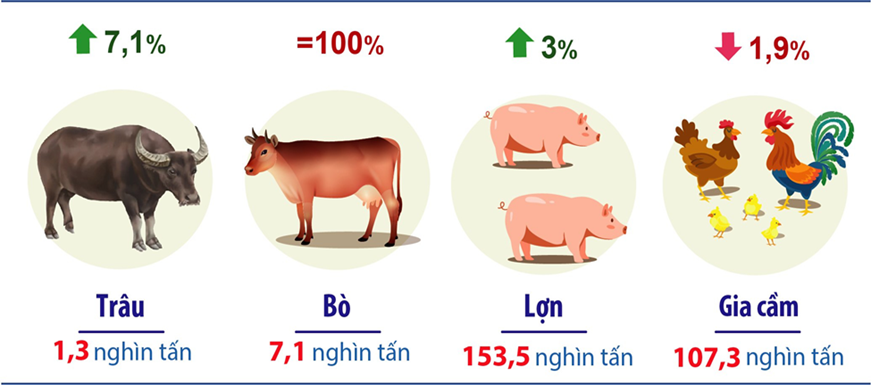 7,1%
=100%
3%
1,9%
Trâu
Bò
Lợn
Gia cầm
1,3 nghìn tấn
7,1 nghìn tấn
153,5 nghìn tấn
107,3 nghìn tấn